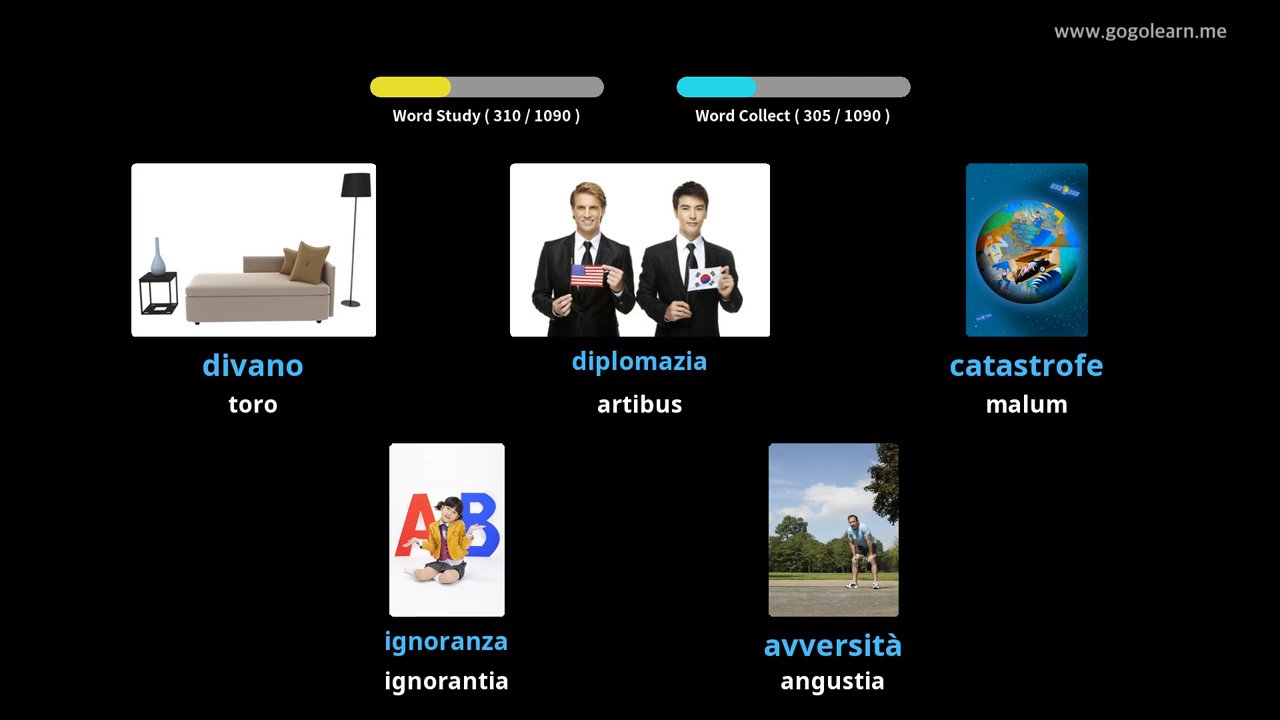 www.gogolearn.me
Word Study ( 310 / 1090 )
Word Collect ( 305 / 1090 )
divano
toro
diplomazia
artibus
catastrofe
malum
A B
ignoranza
ignorantia
avversità
angustia